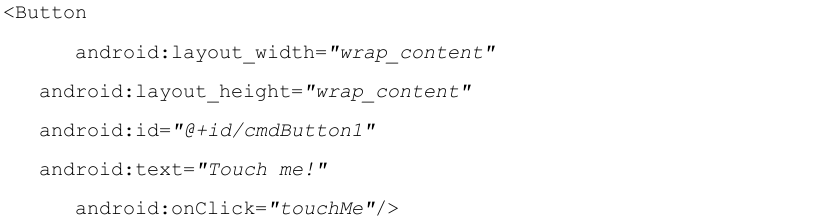 <Button
android:layout_width="wrap_content"
android:layout_height="wrap_content"
android:id="@+id/cmdButton1"
android:text="Touch me!"
android:onClick="touchMe"/>